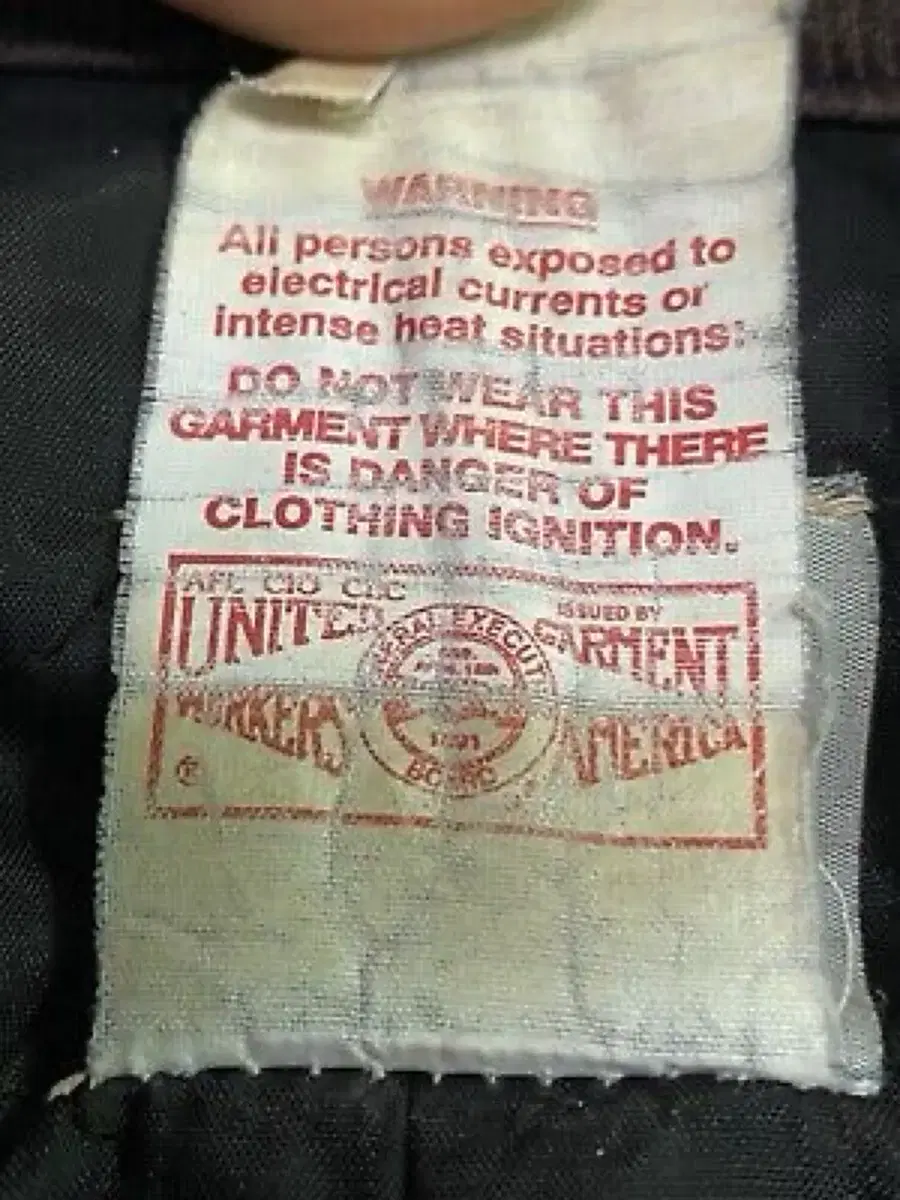 WARNING
All persons exposed to
electrical currents or
intense heat situations:
DO NOT WEAR THIS
GARMENT WHERE THERE
IS DANGER OF
CLOTHING IGNITION.
AFL CIO CLC
ISSUED BY
UNITED GARMENT
WORKERS AMERICA
®